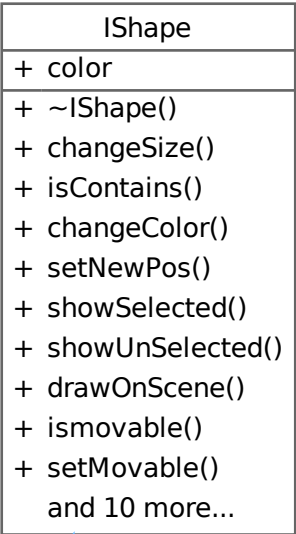 IShape
+ color
+ ~IShape()
+ changeSize()
+ isContains()
+ changeColor()
+ setNewPos()
+ showSelected()
+ showUnSelected()
+ drawOnScene()
+ ismovable()
+ setMovable()
and 10 more...